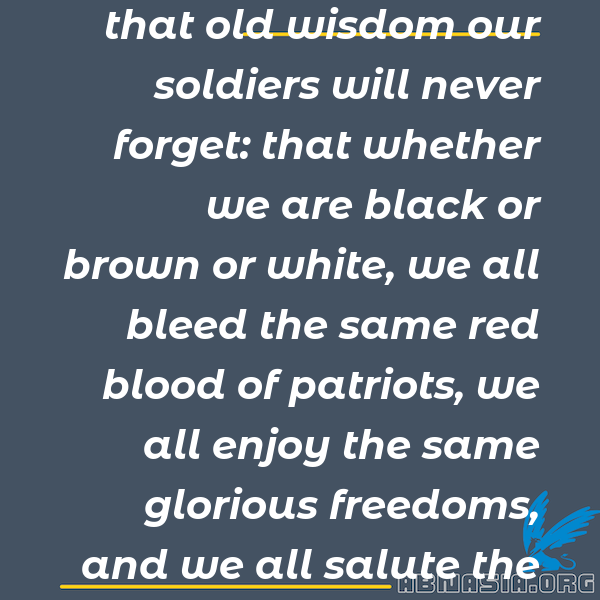 that old wisdom our
soldiers will never
forget: that whether
we are black or
brown or white, we all
bleed the same red
blood of patriots, we
all enjoy the same
glorious freedoms,
and we all salute the
ABNASIA.ORG